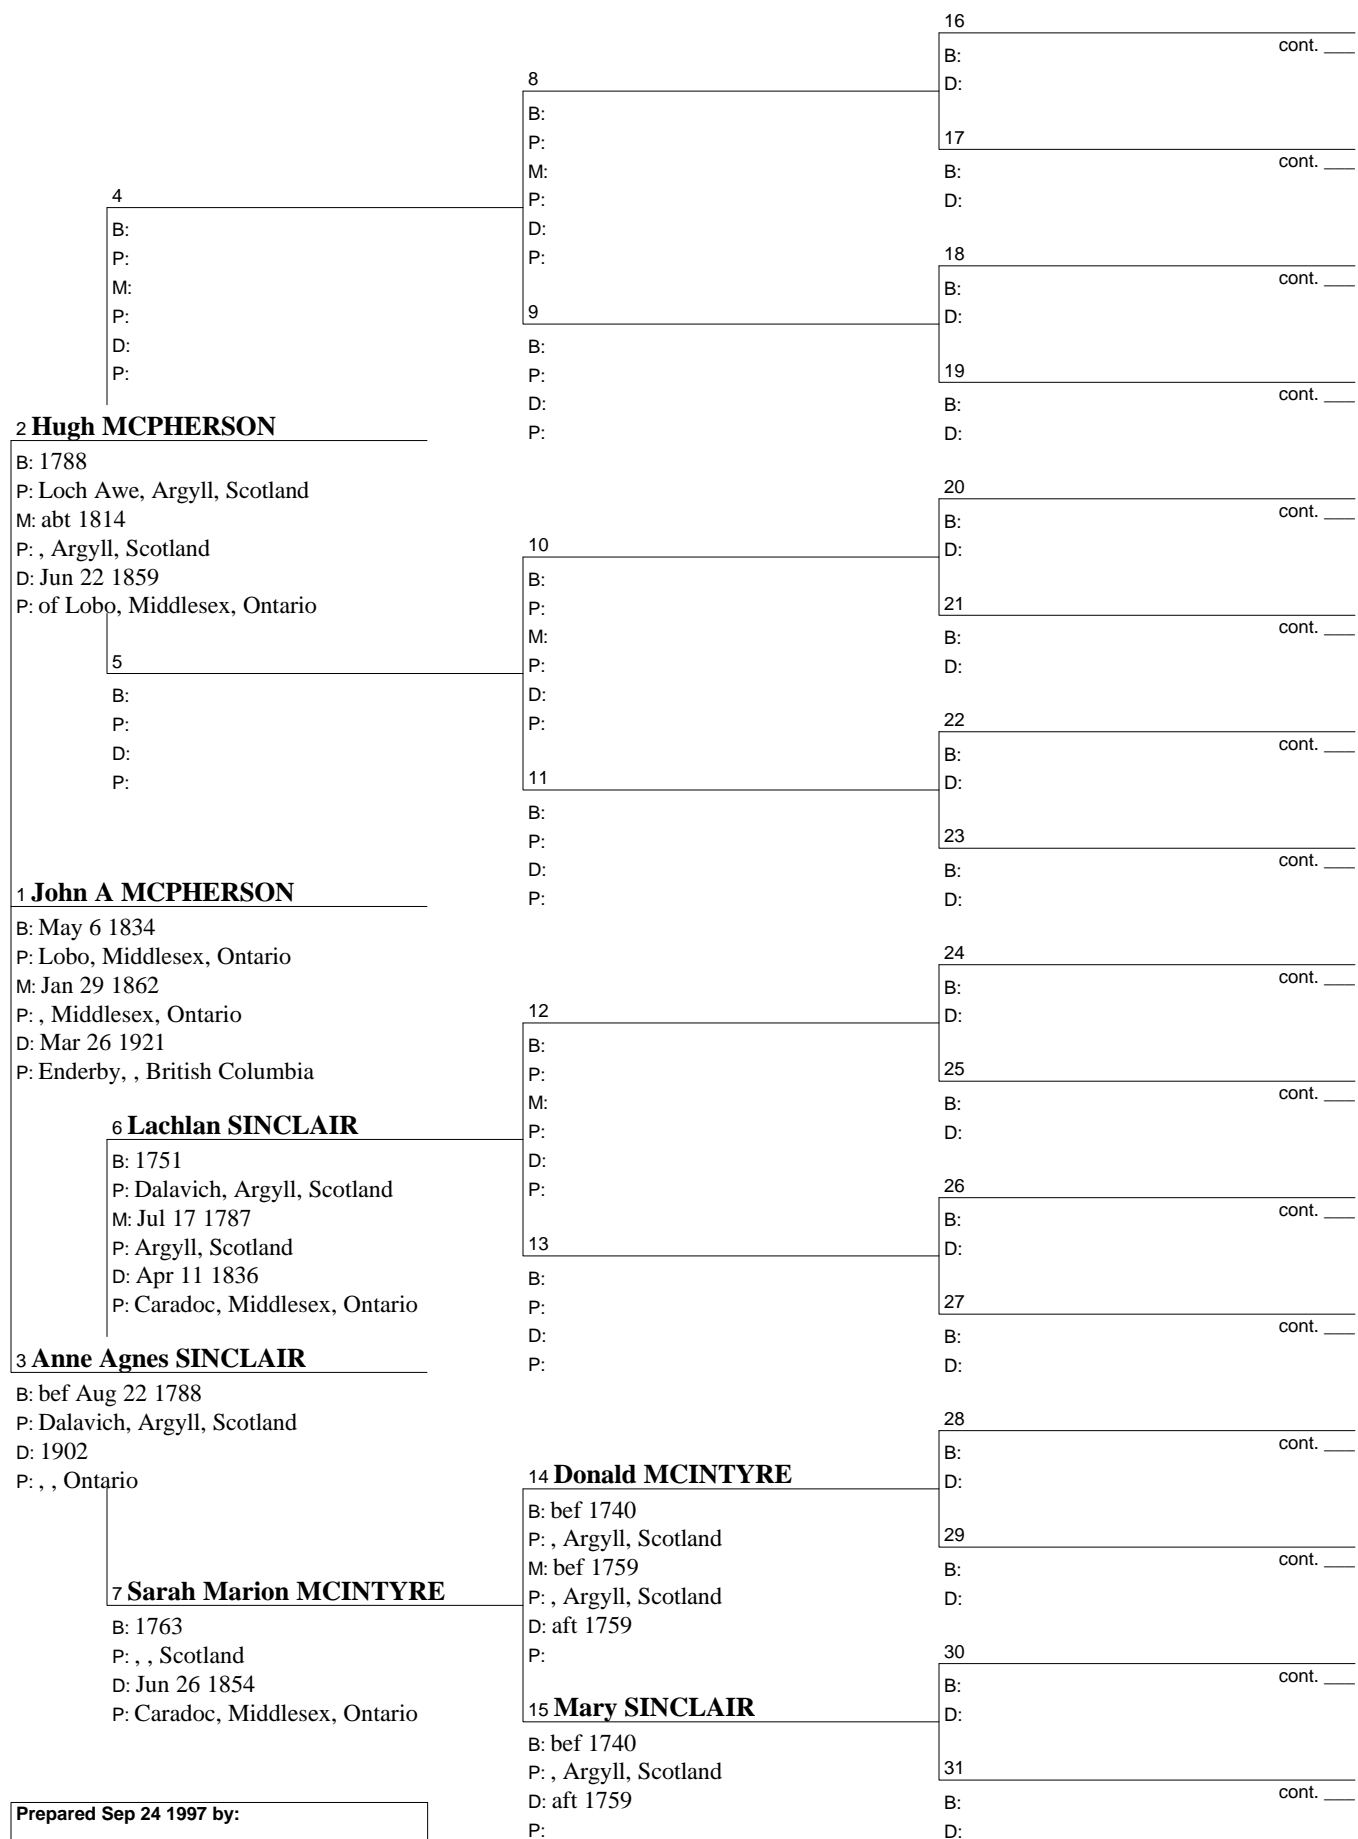 16
cont. ___
B:
D:
8
B:
P:
M:
P:
D:
P:
17
cont. ___
B:
D:
4
B:
P:
M:
P:
D:
P:
18
cont. ___
B:
D:
9
B:
P:
D:
P:
19
cont. ___
B:
D:
2 Hugh MCPHERSON
B: 1788
P: Loch Awe, Argyll, Scotland
M: abt 1814
P: , Argyll, Scotland
D: Jun 22 1859
P: of Lobo, Middlesex, Ontario
20
cont. ___
B:
D:
10
B:
P:
M:
P:
D:
P:
21
cont. ___
B:
D:
5
B:
P:
D:
P:
22
cont. ___
B:
D:
11
B:
P:
D:
P:
23
cont. ___
B:
D:
1 John A MCPHERSON
B: May 6 1834
P: Lobo, Middlesex, Ontario
M: Jan 29 1862
P: , Middlesex, Ontario
D: Mar 26 1921
P: Enderby, , British Columbia
24
cont. ___
B:
D:
12
B:
P:
M:
P:
D:
P:
25
cont. ___
B:
D:
6 Lachlan SINCLAIR
B: 1751
P: Dalavich, Argyll, Scotland
M: Jul 17 1787
P: Argyll, Scotland
D: Apr 11 1836
P: Caradoc, Middlesex, Ontario
26
cont. ___
B:
D:
13
B:
P:
D:
P:
27
cont. ___
B:
D:
3 Anne Agnes SINCLAIR
B: bef Aug 22 1788
P: Dalavich, Argyll, Scotland
D: 1902
P: , , Ontario
28
cont. ___
B:
D:
14 Donald MCINTYRE
B: bef 1740
P: , Argyll, Scotland
M: bef 1759
P: , Argyll, Scotland
D: aft 1759
P:
29
cont. ___
B:
D:
7 Sarah Marion MCINTYRE
B: 1763
P: , , Scotland
D: Jun 26 1854
P: Caradoc, Middlesex, Ontario
30
cont. ___
B:
D:
15 Mary SINCLAIR
B: bef 1740
P: , Argyll, Scotland
D: aft 1759
P:
31
cont. ___
B:
D:
Prepared Sep 24 1997 by: